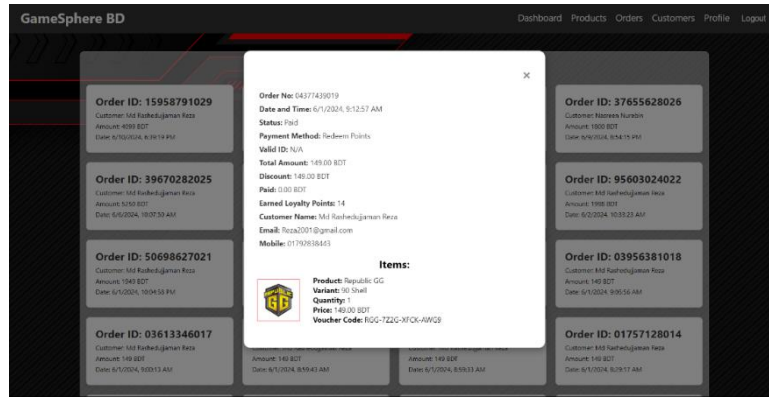 GameSphere BD
Dashboard Products Orders Customers Profile Logout
×
Order No: 04377439019
Date and Time: 6/1/2024, 9:12:57 AM
Status: Paid
Payment Method: Redeem Points
Valid ID: N/A
Total Amount: 149.00 BDT
Discount: 149.00 BDT
Paid: 0.00 BDT
Earned Loyalty Points: 14
Customer Name: Md Rashedujjaman Reza
Email: Reza2001@gmail.com
Mobile: 01792838443
Items:
REPUBLIC
GG
Product: Republic GG
Variant: 90 Shell
Quantity: 1
Price: 149.00 BDT
Voucher Code: RGG-7Z2G-XFCK-AWG9
Order ID: 15958791029
Customer: Md Rashedujjaman Reza
Amount: 4099 BDT
Date: 6/10/2024, 6:39:19 PM
Order ID: 37655628026
Customer: Nazreen Nurabin
Amount: 1800 BDT
Date: 6/9/2024, 9:54:15 PM
Order ID: 39670282025
Customer: Md Rashedujjaman Reza
Amount: 5250 BDT
Date: 6/6/2024, 10:07:50 AM
Order ID: 95603024022
Customer: Md Rashedujjaman Reza
Amount: 1998 BDT
Date: 6/2/2024, 10:33:23 AM
Order ID: 50698627021
Customer: Md Rashedujjaman Reza
Amount: 1049 BDT
Date: 6/1/2024, 10:04:58 PM
Order ID: 03956381018
Customer: Md Rashedujjaman Reza
Amount: 149 BDT
Date: 6/1/2024, 9:00:56 AM
Order ID: 03613346017
Customer: Md Rashedujjaman Reza
Amount: 149 BDT
Date: 6/1/2024, 9:00:13 AM
Amount: 149 BDT
Date: 6/1/2024, 8:59:43 AM
Amount: 149 BDT
Date: 6/1/2024, 8:59:33 AM
Order ID: 01757128014
Customer: Md Rashedujjaman Reza
Amount: 149 BDT
Date: 6/1/2024, 8:29:17 AM